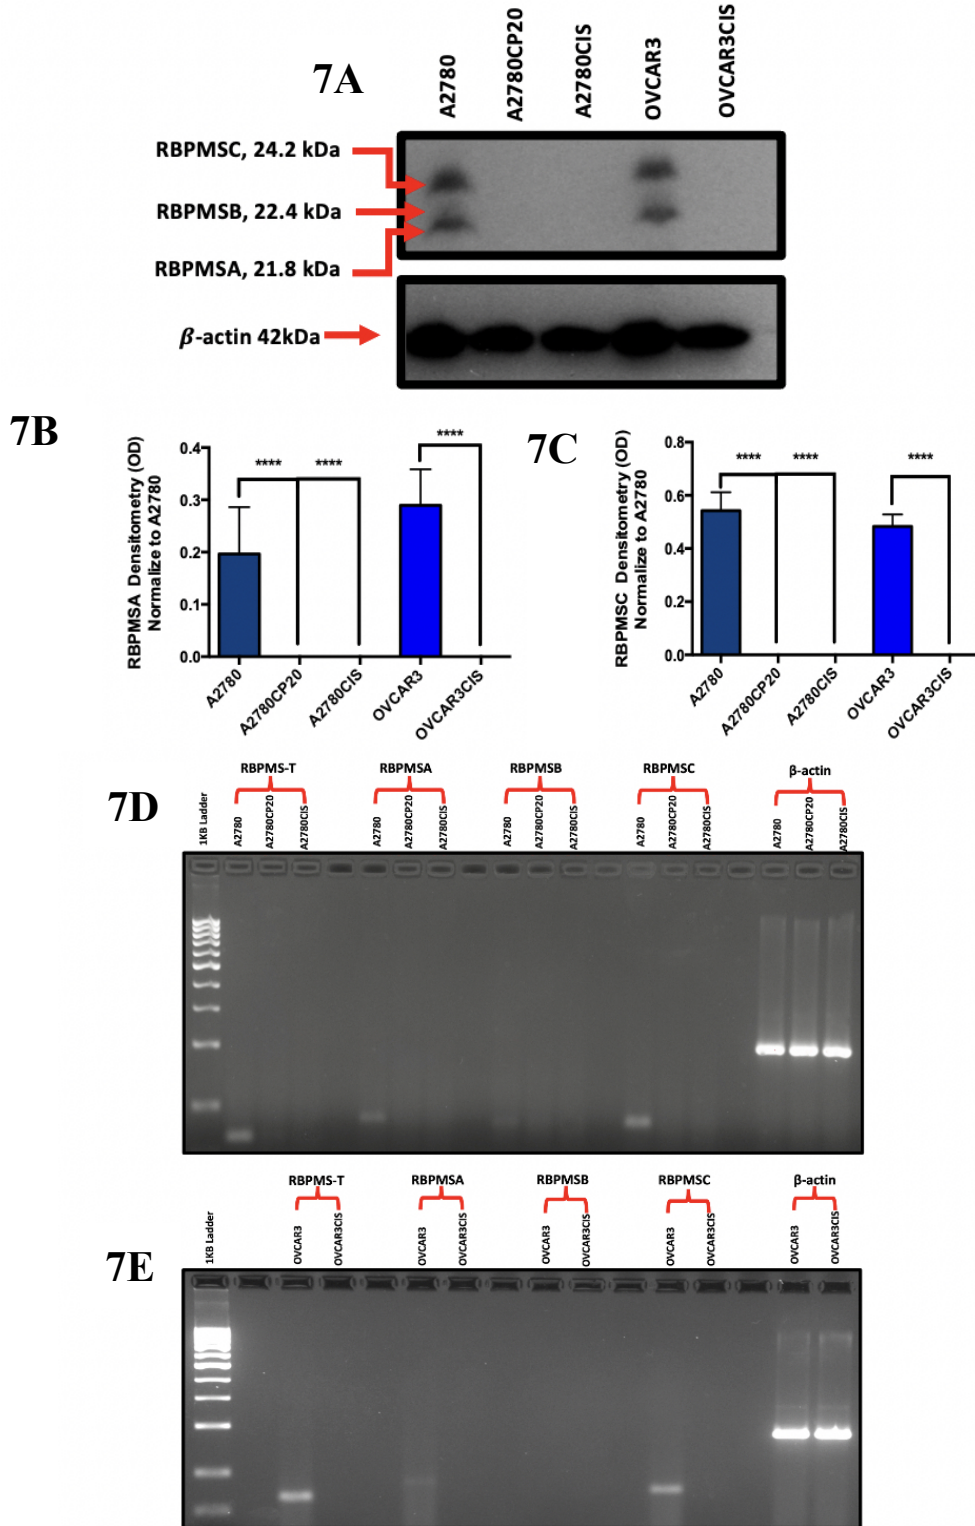 7A
A2780
A2780CP20
A2780CIS
OVCAR3
OVCAR3CIS
RBPMSC, 24.2 kDa
RBPMSB, 22.4 kDa
RBPMSA, 21.8 kDa
β-actin 42kDa
7B
RBPMSA Densitometry (OD)
Normalize to A2780
0.4
0.3
0.2
0.1
0.0
**** **** ****
A2780
A2780CP20
A2780CIS
OVCAR3
OVCAR3CIS
7C
RBPMSC Densitometry (OD)
Normalize to A2780
0.8
0.6
0.4
0.2
0.0
**** **** ****
A2780
A2780CP20
A2780CIS
OVCAR3
OVCAR3CIS
7D
RBPMS-T RBPMSA RBPMSB RBPMSC β-actin
1KB Ladder
A2780
A2780CP20
A2780CIS
A2780
A2780CP20
A2780CIS
A2780
A2780CP20
A2780CIS
A2780
A2780CP20
A2780CIS
A2780
A2780CP20
A2780CIS
7E
RBPMS-T RBPMSA RBPMSB RBPMSC β-actin
1KB Ladder
OVCAR3
OVCAR3CIS
OVCAR3
OVCAR3CIS
OVCAR3
OVCAR3CIS
OVCAR3
OVCAR3CIS
OVCAR3
OVCAR3CIS